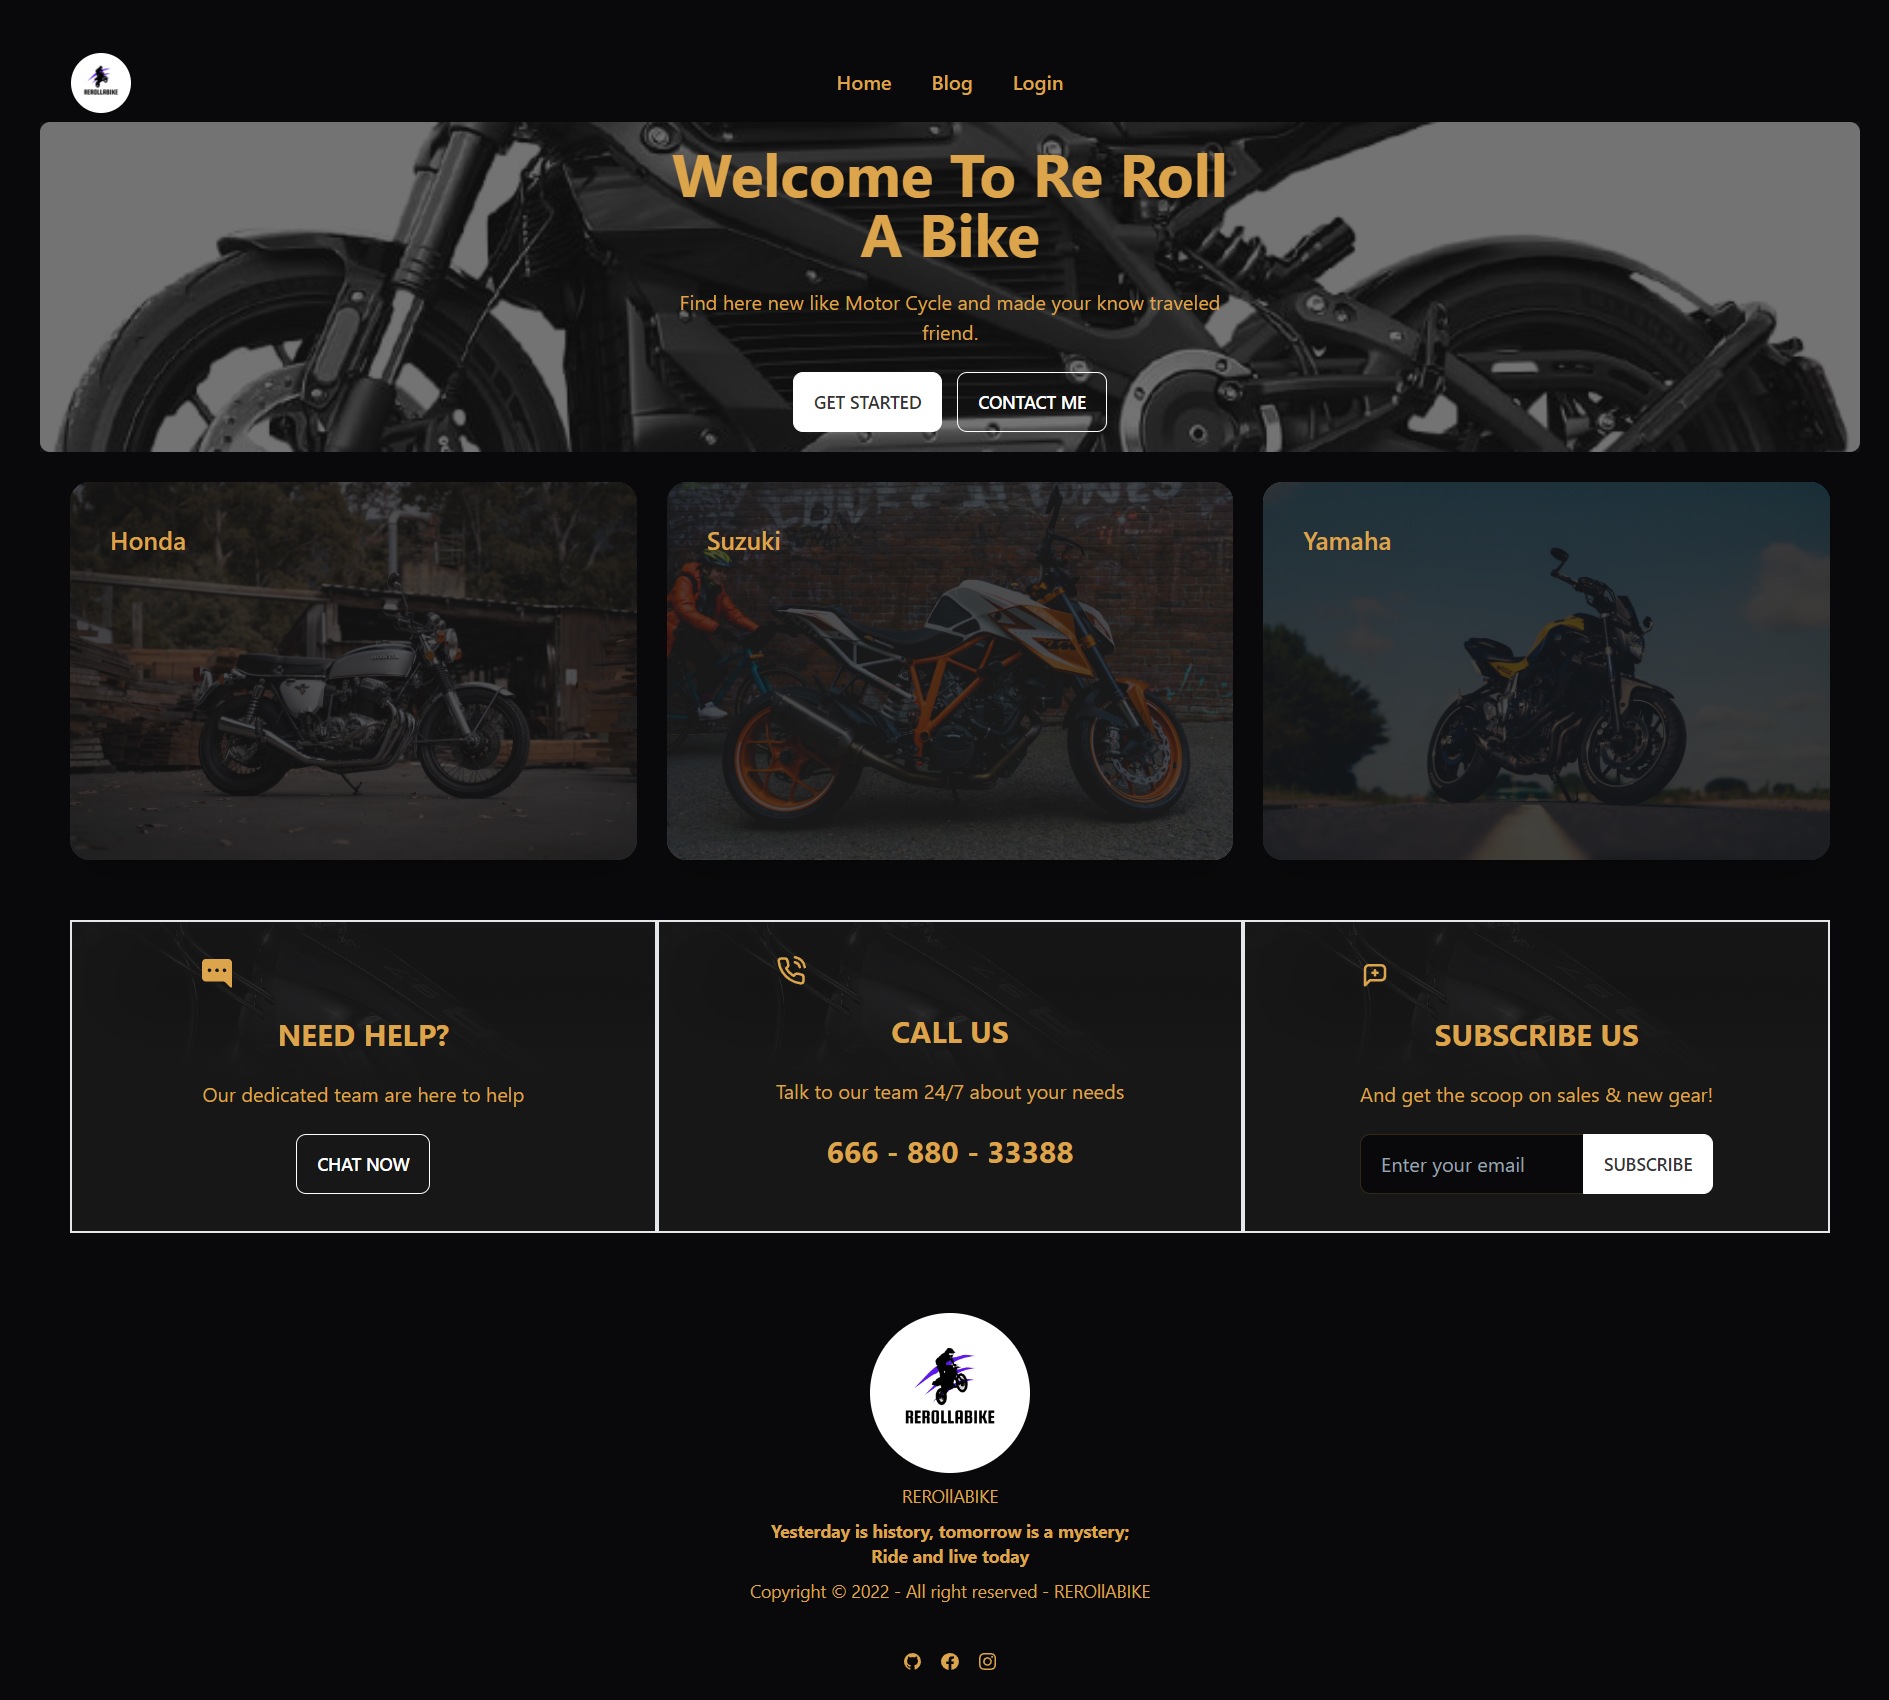 REROLLABIKE
Home
Blog
Login
Welcome To Re Roll
A Bike
Find here new like Motor Cycle and made your know traveled
friend.
GET STARTED
CONTACT ME
Honda
Suzuki
Yamaha
NEED HELP?
Our dedicated team are here to help
CHAT NOW
CALL US
Talk to our team 24/7 about your needs
666 - 880 - 33388
SUBSCRIBE US
And get the scoop on sales & new gear!
Enter your email
SUBSCRIBE
REROLLABIKE
REROllABIKE
Yesterday is history, tomorrow is a mystery;
Ride and live today
Copyright © 2022 - All right reserved - REROllABIKE